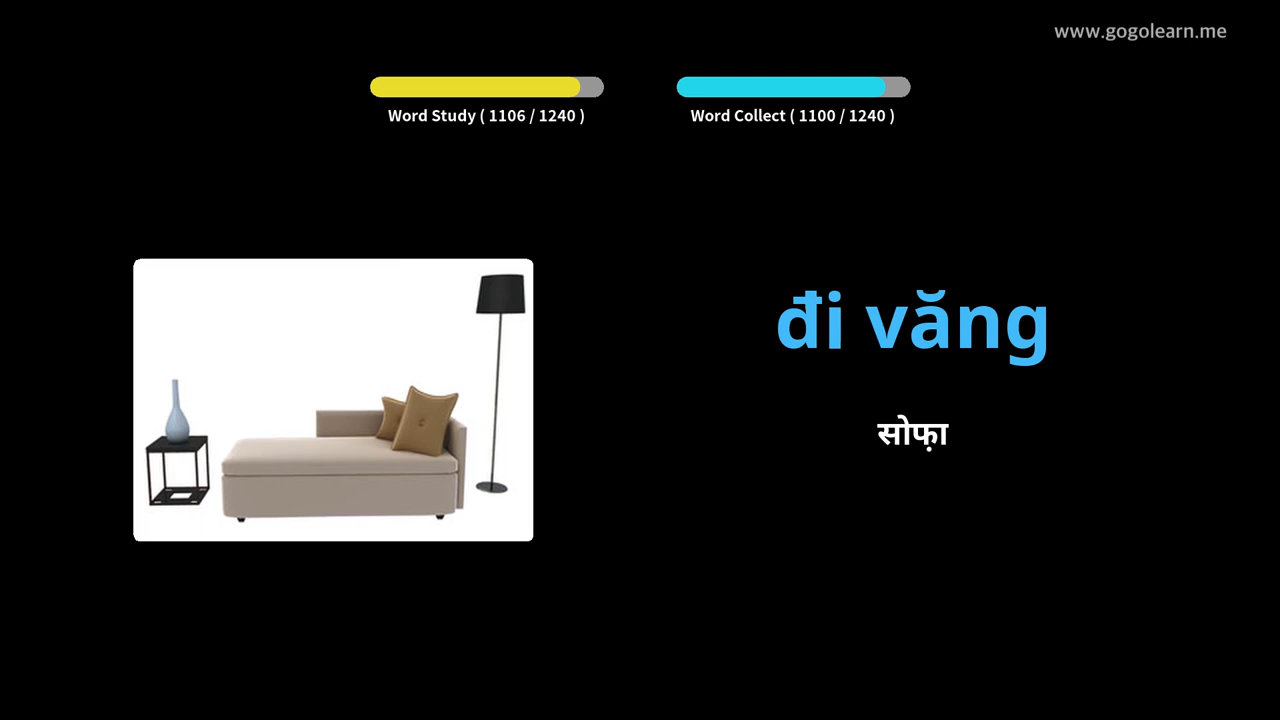 www.gogolearn.me
Word Study ( 1106 / 1240 )
Word Collect ( 1100 / 1240 )
đi văng
सोफ़ा